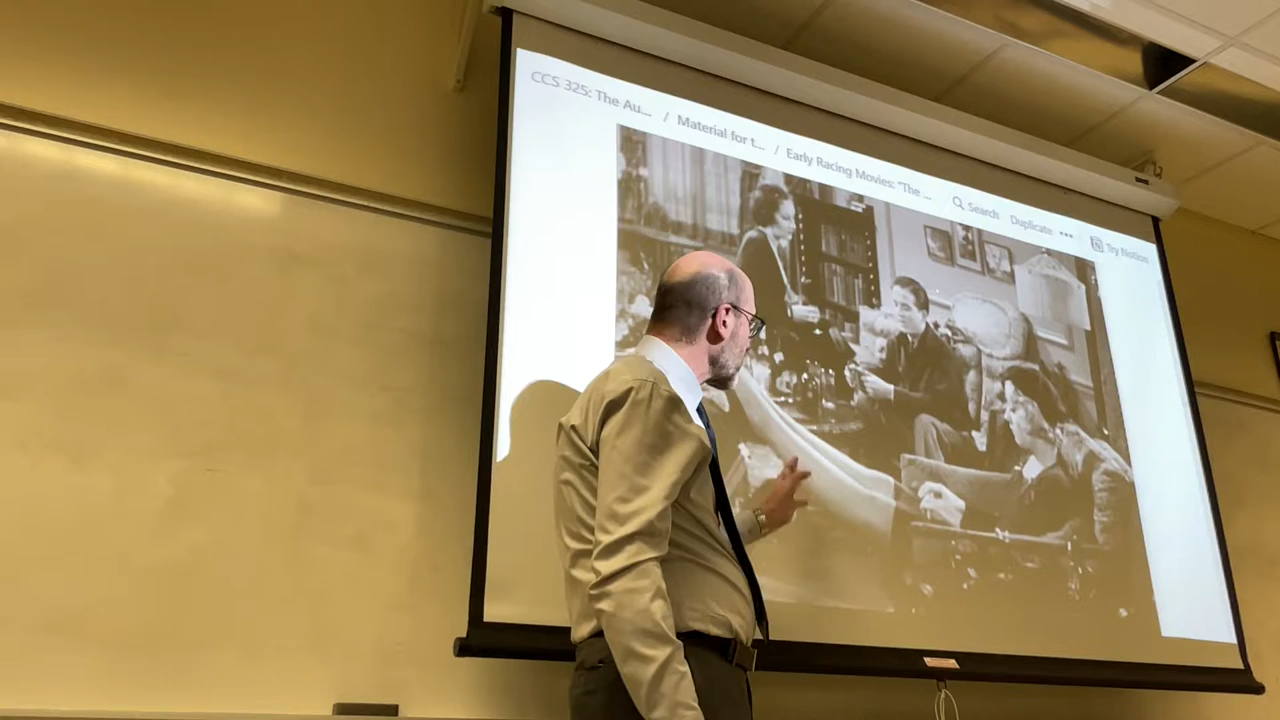 CCS 325: The Au... / Material for t... / Early Racing Movies: "The ... Search Duplicate ••• Try Notion